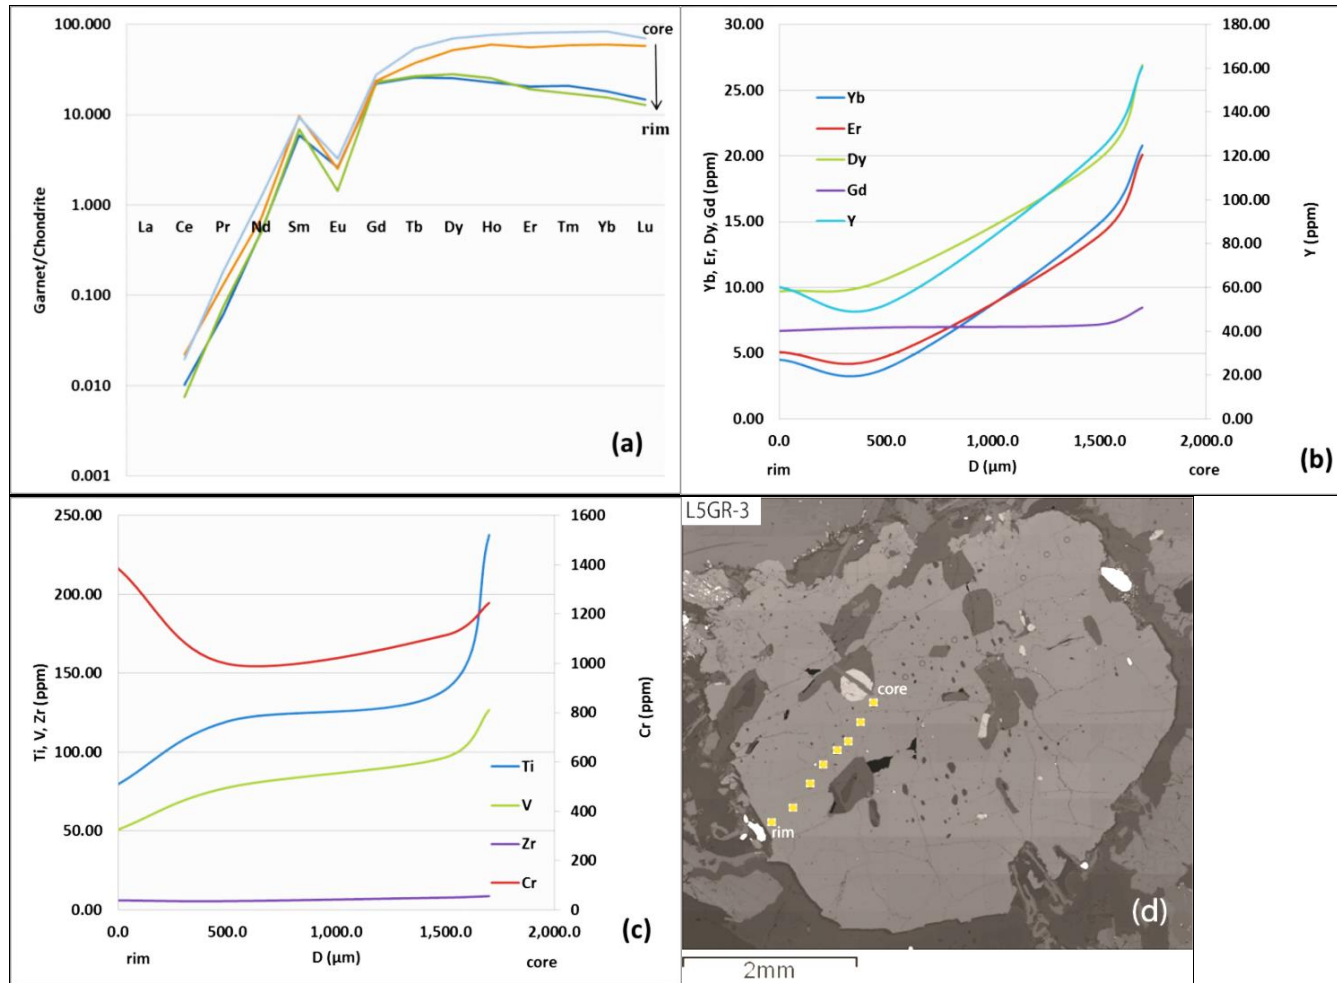 100.000
10.000
1.000
0.100
0.010
0.001
Garnet/Chondrite
La Ce Pr Nd Sm Eu Gd Tb Dy Ho Er Tm Yb Lu
core
rim
(a)
30.00
25.00
20.00
15.00
10.00
5.00
0.00
Yb, Er, Dy, Gd (ppm)
Yb
Er
Dy
Gd
Y
180.00
160.00
140.00
120.00
100.00
80.00
60.00
40.00
20.00
0.00
Y (ppm)
0.0 500.0 1,000.0 1,500.0 2,000.0
rim D (μm) core
(b)
250.00
200.00
150.00
100.00
50.00
0.00
Ti, V, Zr (ppm)
Ti
V
Zr
Cr
1600
1400
1200
1000
800
600
400
200
0
Cr (ppm)
0.0 500.0 1,000.0 1,500.0 2,000.0
rim D (μm) core
(c)
L5GR-3
core
rim
(d)
2mm